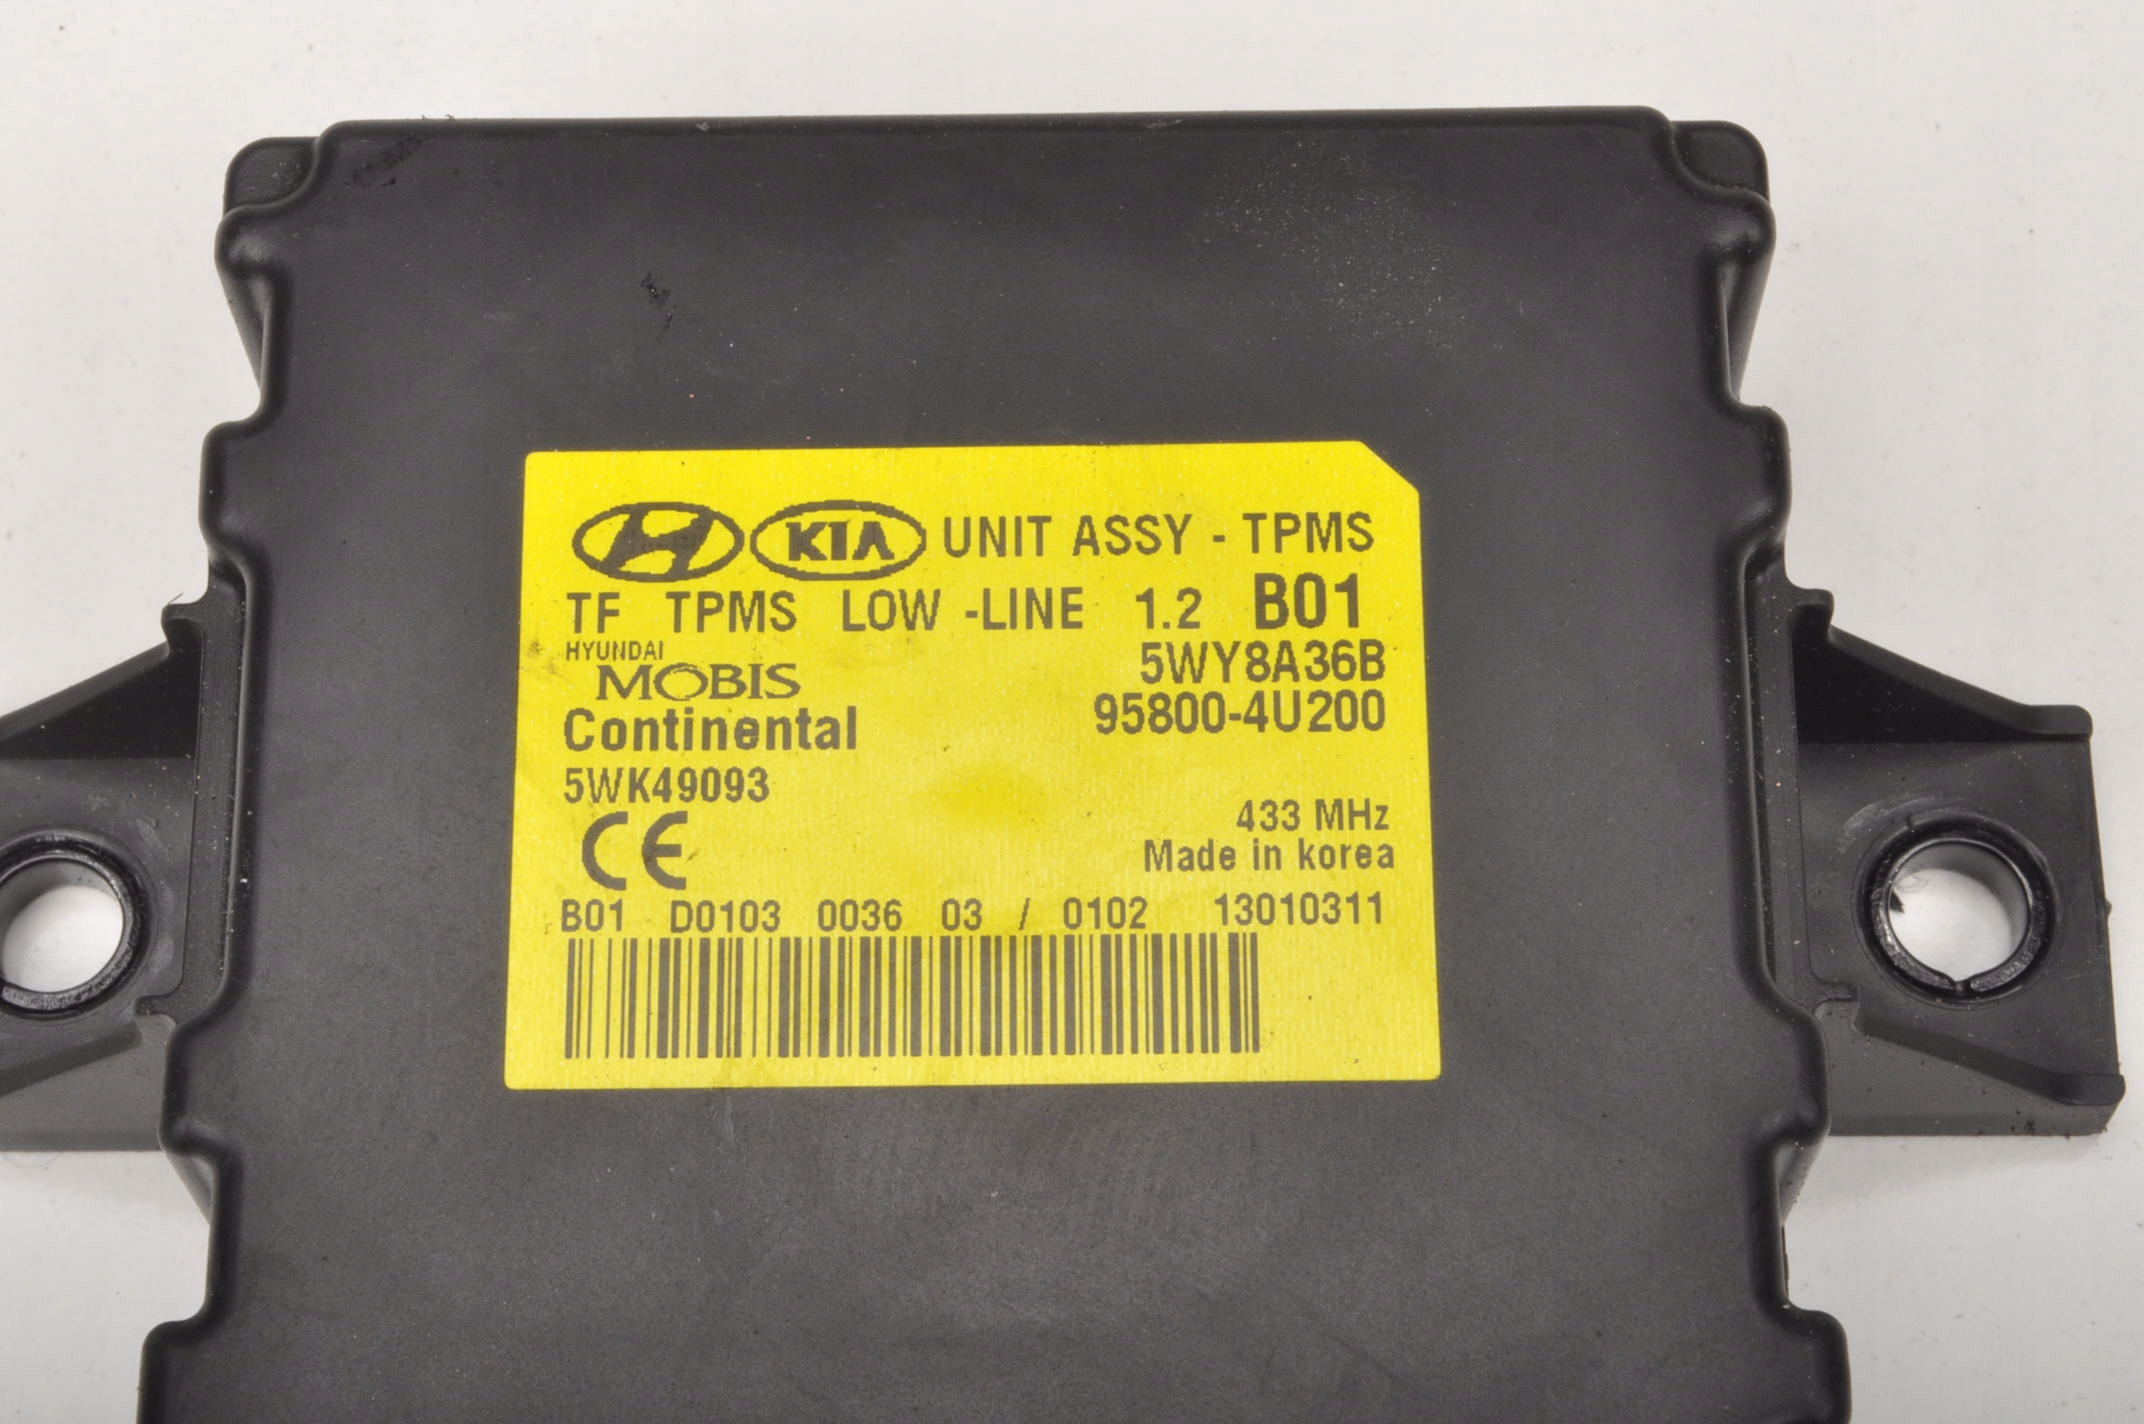 KIA UNIT ASSY - TPMS
TF TPMS LOW -LINE 1.2 B01
HYUNDAI
MOBIS
5WY8A36B
Continental
95800-4U200
5WK49093
433 MHz
CE
Made in korea
B01 D0103 0036 03 / 0102 13010311